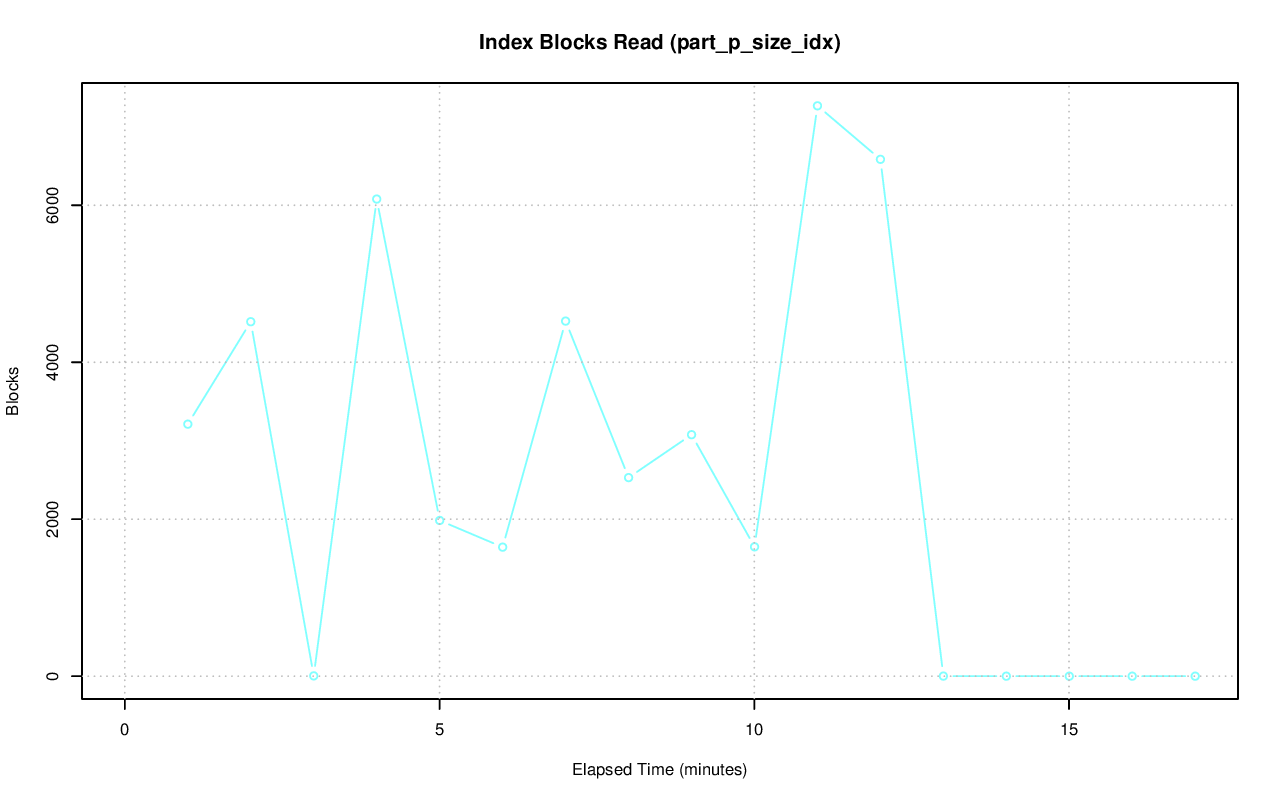 Index Blocks Read (part_p_size_idx)
Blocks
6000
4000
2000
0
0 5 10 15
Elapsed Time (minutes)